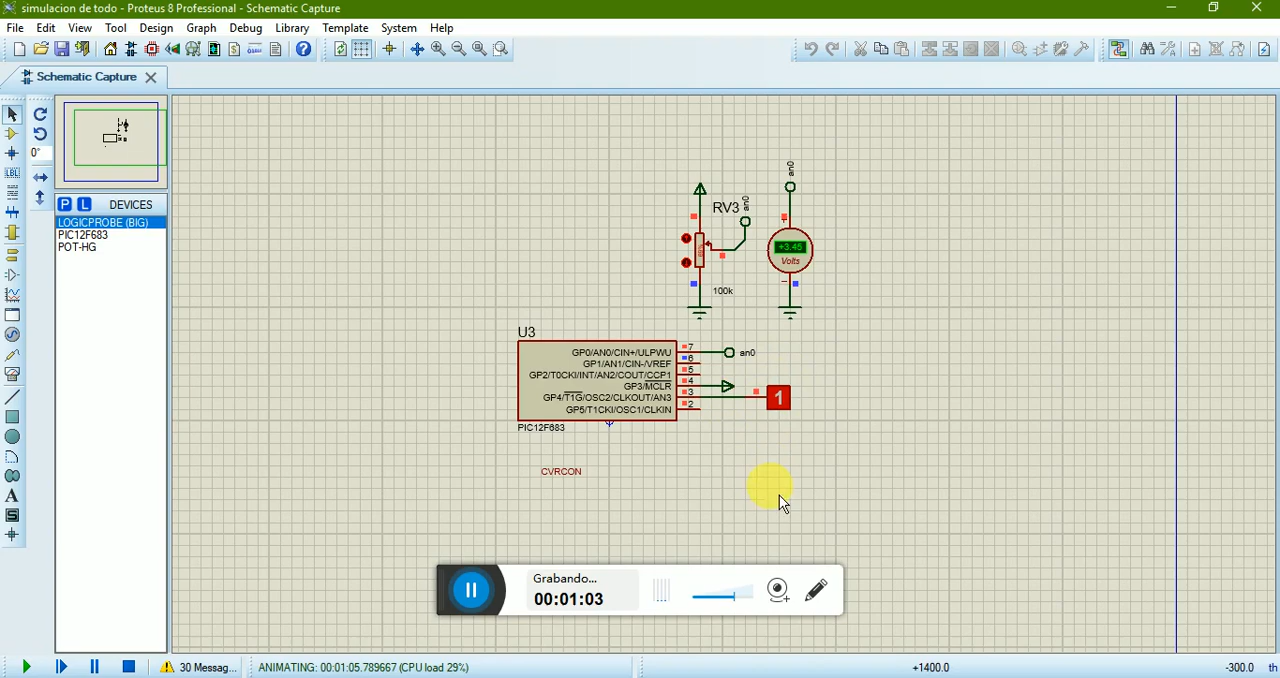 simulacion de todo - Proteus 8 Professional - Schematic Capture
File Edit View Tool Design Graph Debug Library Template System Help
Schematic Capture
0°
LBL
P L DEVICES
LOGICPROBE (BIG)
PIC12F683
POT-HG
A
S
an0
an0
RV3
+3.45
Volts
100k
U3
GP0/AN0/CIN+/ULPWU 7
an0
GP1/AN1/CIN-/VREF 6
GP2/T0CKI/INT/AN2/COUT/CCP1 5
GP3/MCLR 4
GP4/T1G/OSC2/CLKOUT/AN3 3
1
GP5/T1CKI/OSC1/CLKIN 2
PIC12F683
CVRCON
Grabando...
00:01:03
30 Messag... ANIMATING: 00:01:05.789667 (CPU load 29%) +1400.0 -300.0 th